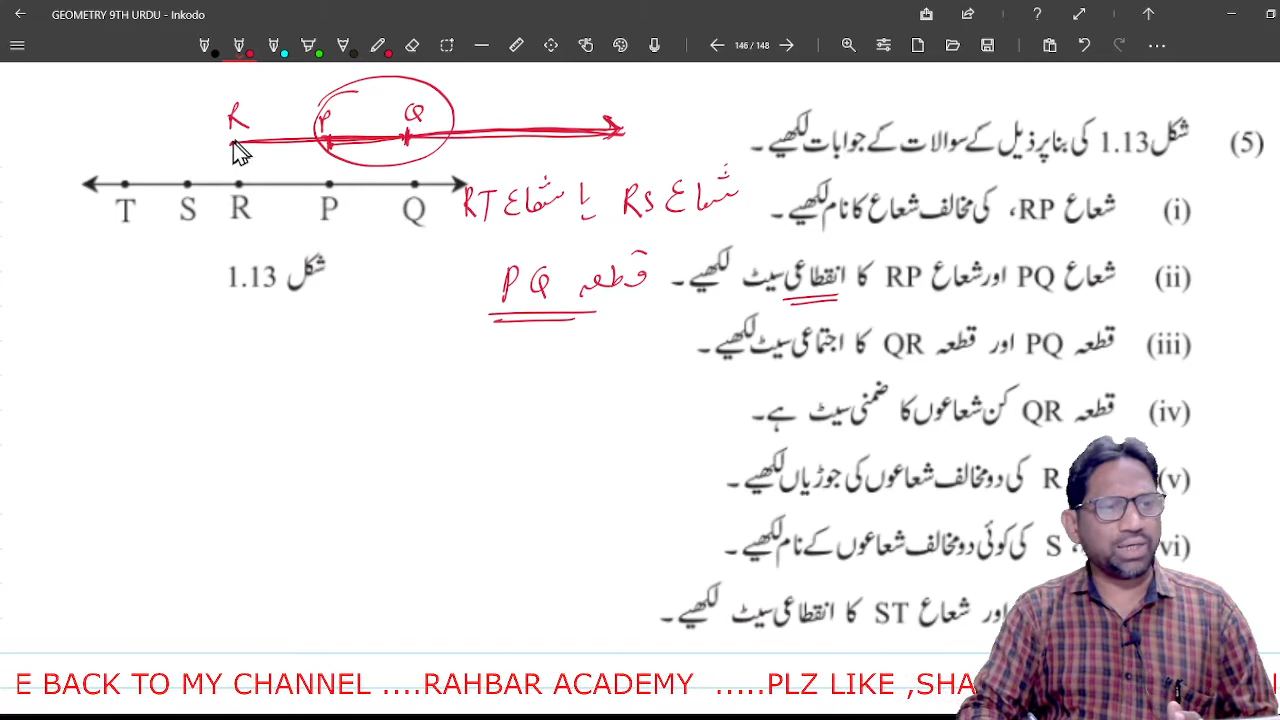 GEOMETRY 9TH URDU - Inkodo
146 / 148
R P Q
T S R P Q
شکل 1.13
(5) شکل 1.13 کی بنا پر ذیل کے سوالات کے جوابات لکھیے۔
(i) شعاع RP، کی مخالف شعاع کا نام لکھیے۔
شعاع RS یا شعاع RT
(ii) شعاع PQ اور شعاع RP کا انقطاعی سیٹ لکھیے۔
قطعہ PQ
(iii) قطعہ PQ اور قطعہ QR کا اجتماعی سیٹ لکھیے۔
(iv) قطعہ QR کن شعاعوں کا ضمنی سیٹ ہے۔
(v) R کی دو مخالف شعاعوں کی جوڑیاں لکھیے۔
vi) ، S کی کوئی دو مخالف شعاعوں کے نام لکھیے۔
اور شعاع ST کا انقطاعی سیٹ لکھیے۔
E BACK TO MY CHANNEL ....RAHBAR ACADEMY .....PLZ LIKE ,SHA